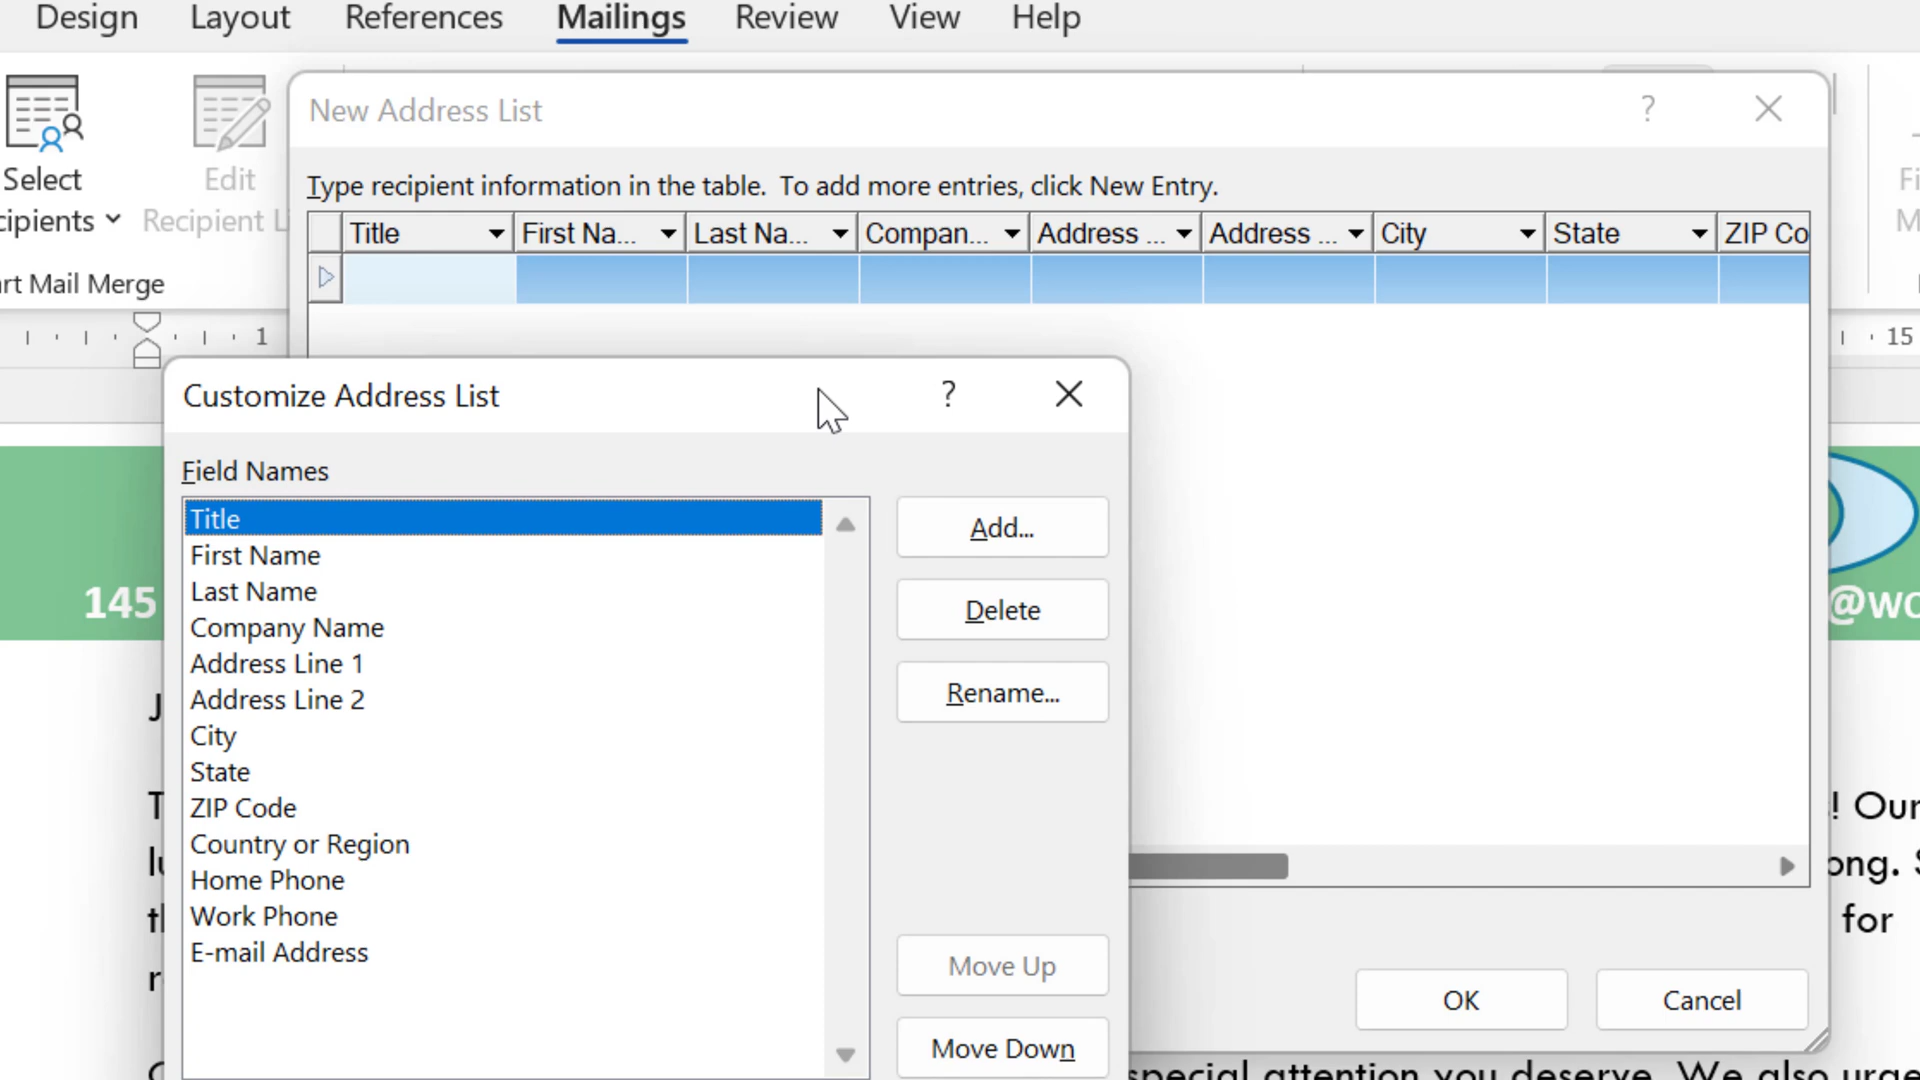 Design Layout References Mailings Review View Help
Select
cipients
Edit
Recipient L
rt Mail Merge
New Address List ?
Type recipient information in the table. To add more entries, click New Entry.
Title First Na... Last Na... Compan... Address ... Address ... City State ZIP Co
1
15
Customize Address List ?
Field Names
Title
First Name
Last Name
Company Name
Address Line 1
Address Line 2
City
State
ZIP Code
Country or Region
Home Phone
Work Phone
E-mail Address
Add...
Delete
Rename...
Move Up
Move Down
OK
Cancel
145
@wo
! Our
ong. S
for
special attention you deserve. We also urge